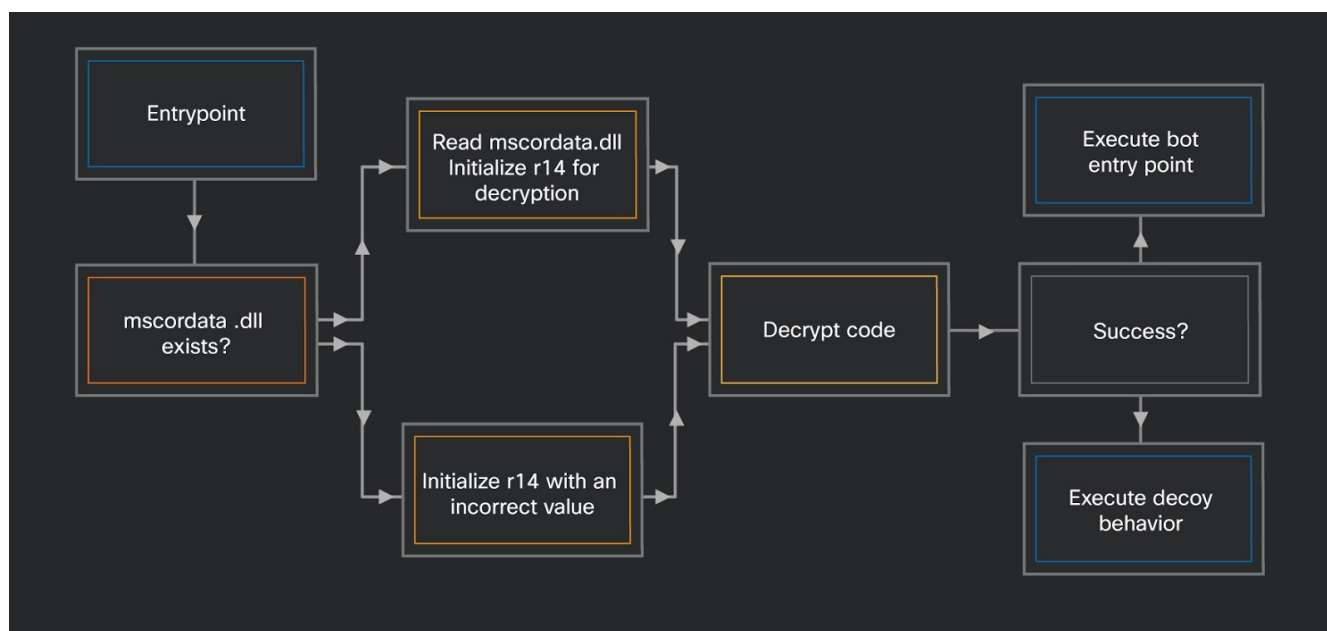 Entrypoint
mscordata .dll
exists?
Read mscordata.dll
Initialize r14 for
decryption
Initialize r14 with an
incorrect value
Decrypt code
Success?
Execute bot
entry point
Execute decoy
behavior